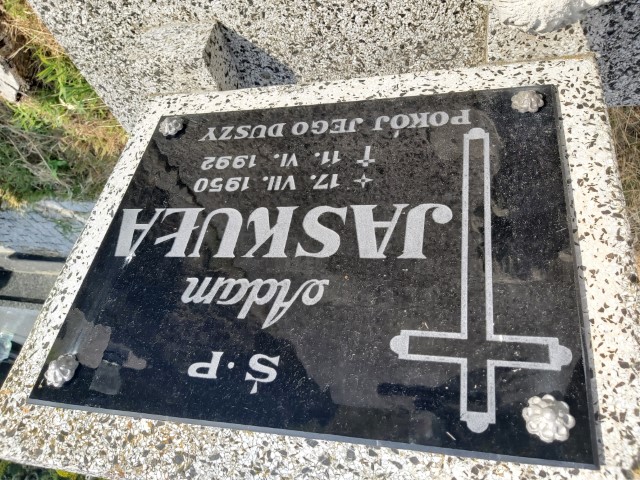 Ś.P
Adam
JASKUŁA
✧ 17. VII. 1950
✝ 11. VI. 1992
POKÓJ JEGO DUSZY